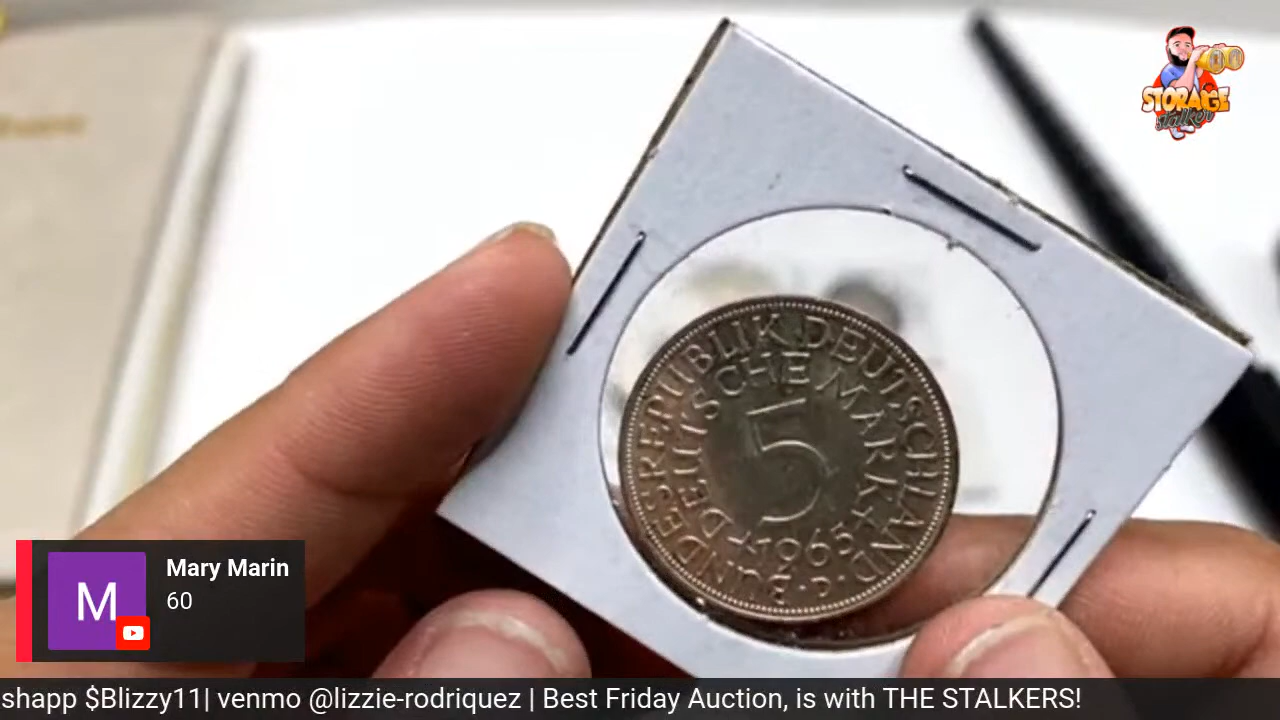 STORAGE
stalker
BUNDESREPUBLIK DEUTSCHLAND
DEUTSCHE MARK
5
1965
D
M
Mary Marin
60
shapp $Blizzy11| venmo @lizzie-rodriquez | Best Friday Auction, is with THE STALKERS!